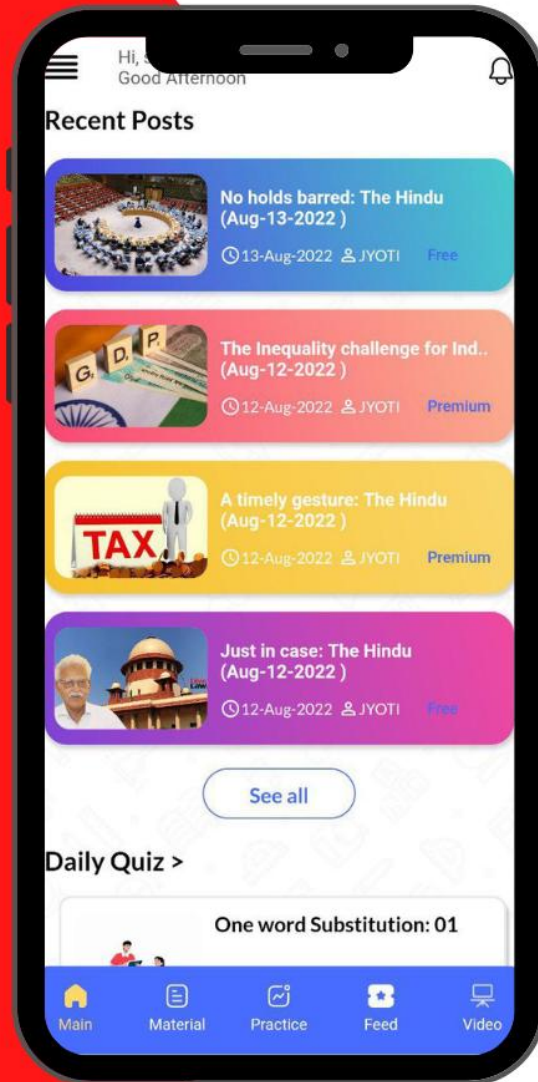 Hi, s
Good Afternoon
Recent Posts
No holds barred: The Hindu
(Aug-13-2022 )
13-Aug-2022 JYOTI Free
GDP
The Inequality challenge for Ind..
(Aug-12-2022 )
12-Aug-2022 JYOTI Premium
TAX
A timely gesture: The Hindu
(Aug-12-2022 )
12-Aug-2022 JYOTI Premium
Just in case: The Hindu
(Aug-12-2022 )
12-Aug-2022 JYOTI Free
See all
Daily Quiz >
One word Substitution: 01
Main Material Practice Feed Video